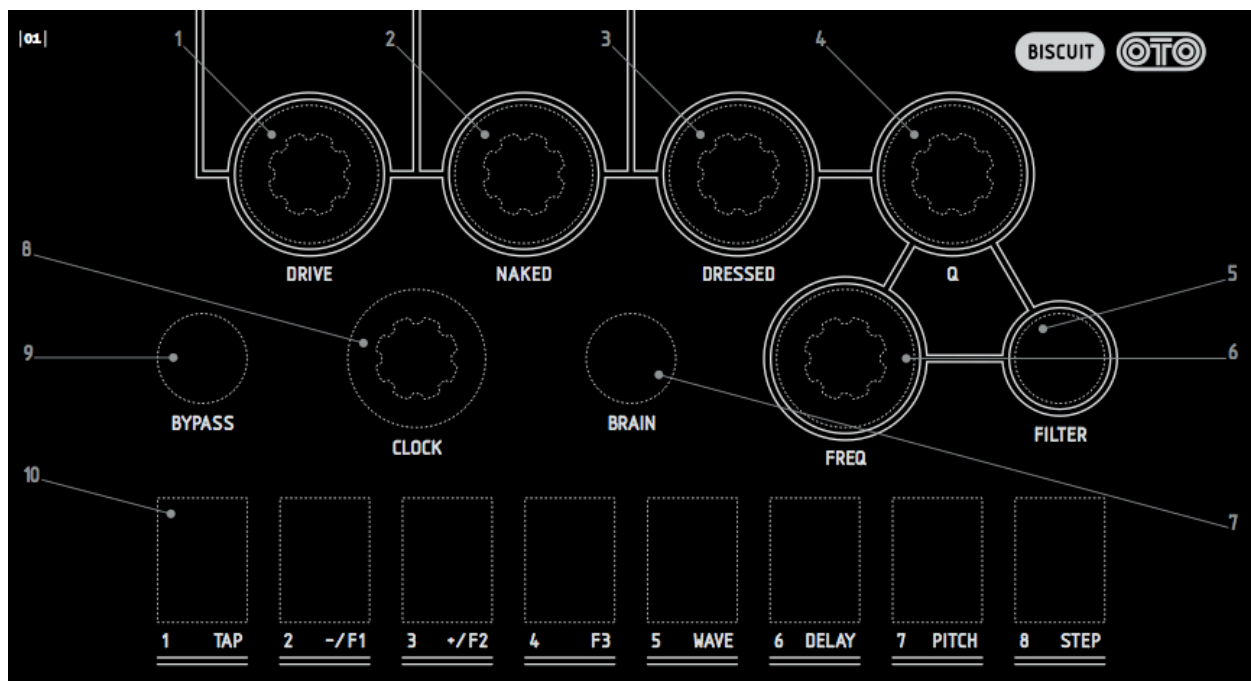 |01|
1 2 3 4
BISCUIT OTO
DRIVE NAKED DRESSED Q
8
5
9
6
BYPASS CLOCK BRAIN FREQ FILTER
10
7
1 TAP 2 -/F1 3 +/F2 4 F3 5 WAVE 6 DELAY 7 PITCH 8 STEP